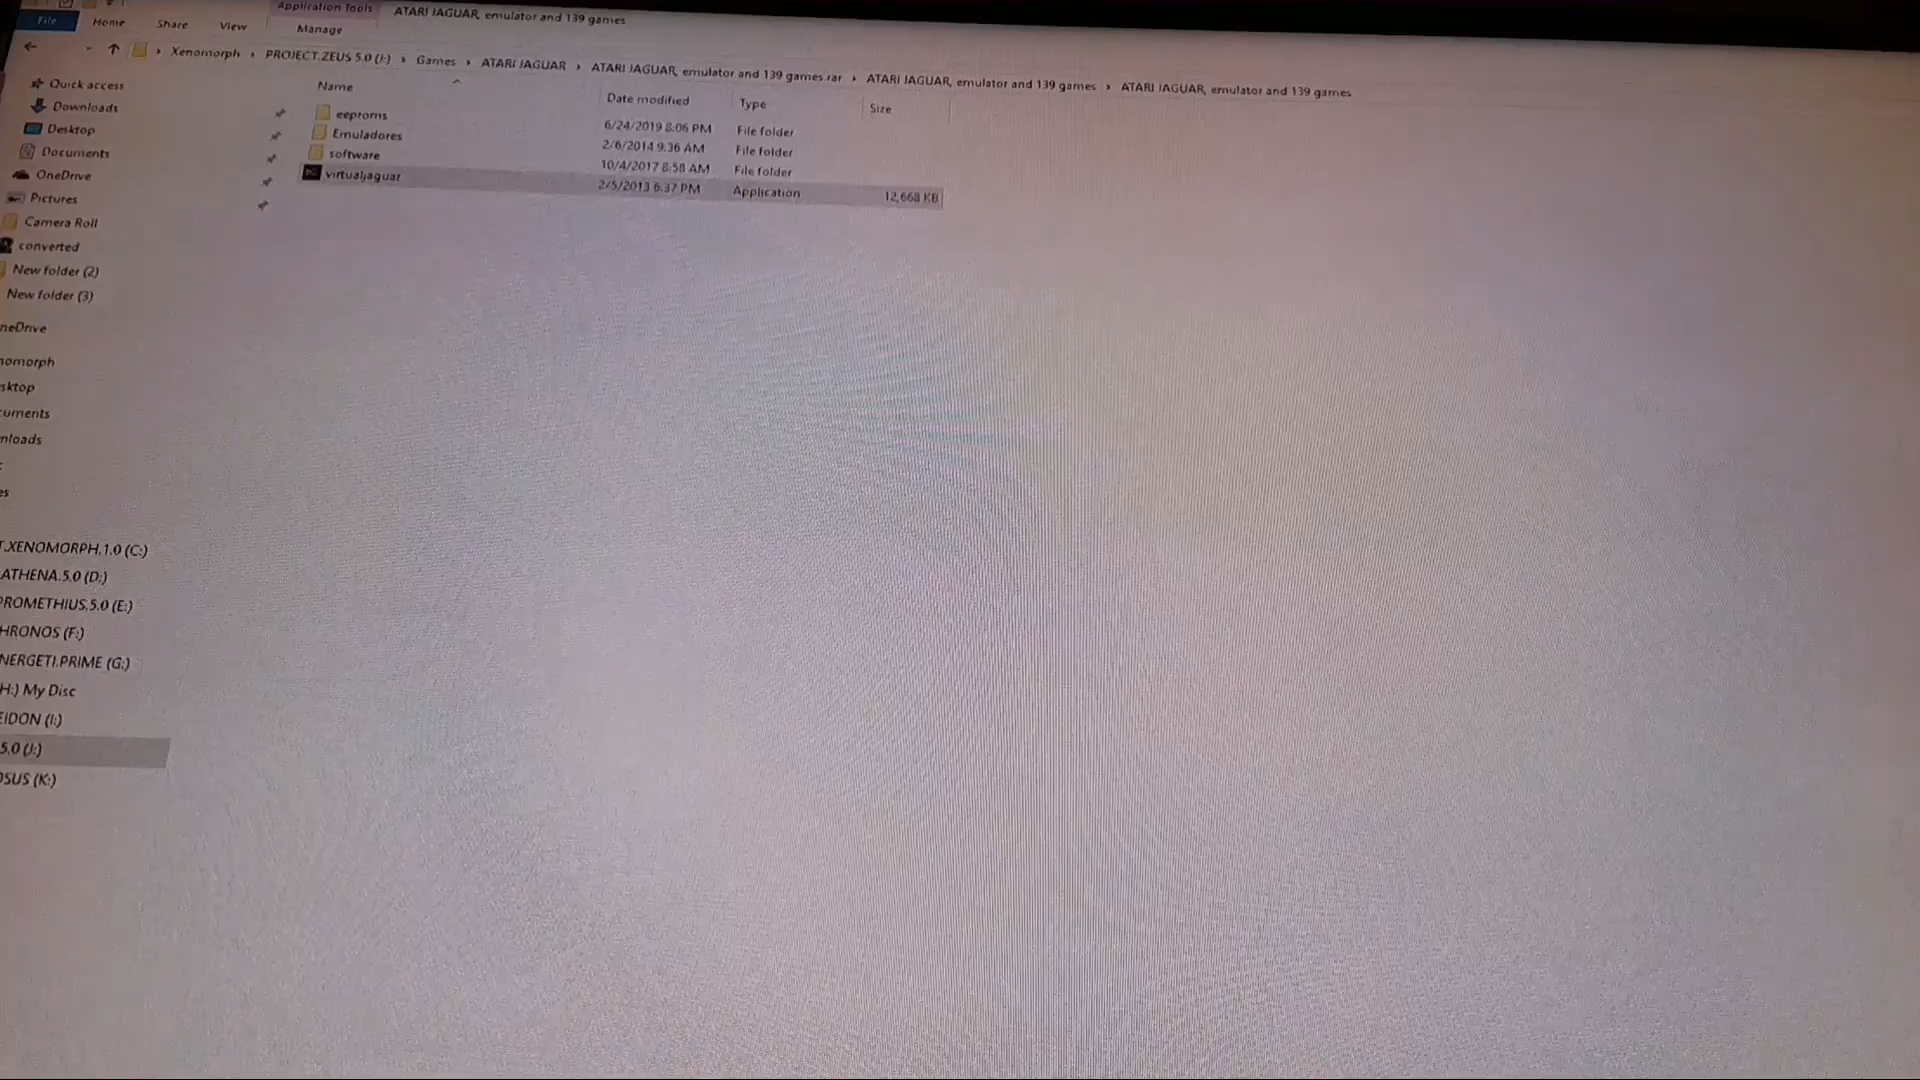 Application Tools ATARI JAGUAR, emulator and 139 games
File Home Share View Manage
Xenomorph › PROJECT.ZEUS 5.0 (J:) › Games › ATARI JAGUAR › ATARI JAGUAR, emulator and 139 games.rar › ATARI JAGUAR, emulator and 139 games › ATARI JAGUAR, emulator and 139 games
Name Date modified Type Size
eeproms 6/24/2019 8:06 PM File folder
Emuladores 2/6/2014 9:36 AM File folder
software 10/4/2017 8:58 AM File folder
virtualjaguar 2/5/2013 6:37 PM Application 12,668 KB
Quick access
Downloads
Desktop
Documents
OneDrive
Pictures
Camera Roll
converted
New folder (2)
New folder (3)
neDrive
nomorph
sktop
cuments
nloads
es
T.XENOMORPH.1.0 (C:)
ATHENA.5.0 (D:)
PROMETHIUS.5.0 (E:)
HRONOS (F:)
NERGETI.PRIME (G:)
H:) My Disc
EIDON (I:)
5.0 (J:)
OSUS (K:)